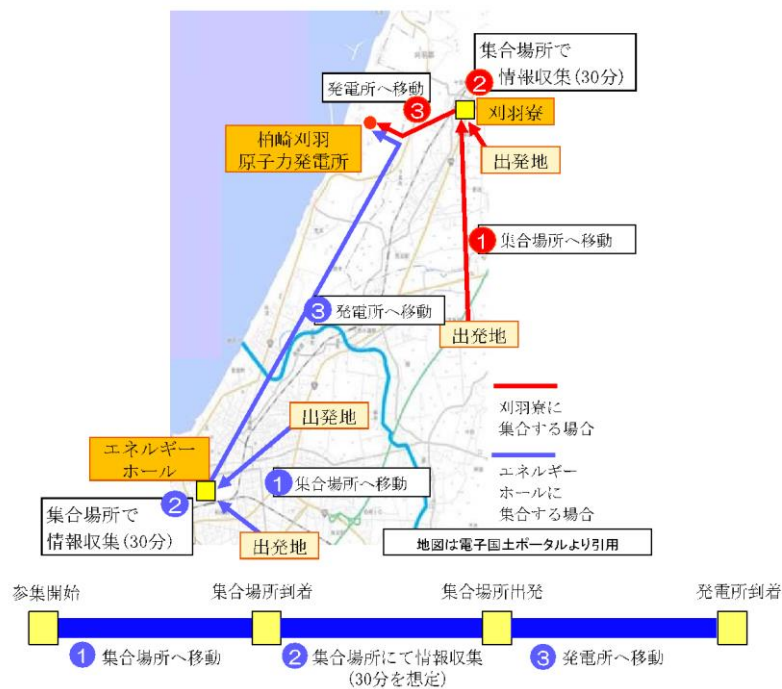 集合場所で
情報収集(30分)
②
発電所へ移動
③
刈羽寮
柏崎刈羽
原子力発電所
出発地
① 集合場所へ移動
③ 発電所へ移動
出発地
出発地
刈羽寮に
集合する場合
エネルギー
ホール
① 集合場所へ移動
エネルギー
ホールに
集合する場合
②
集合場所で
情報収集(30分)
出発地
地図は電子国土ポータルより引用
参集開始
集合場所到着
集合場所出発
発電所到着
① 集合場所へ移動
② 集合場所にて情報収集
(30分を想定)
③ 発電所へ移動